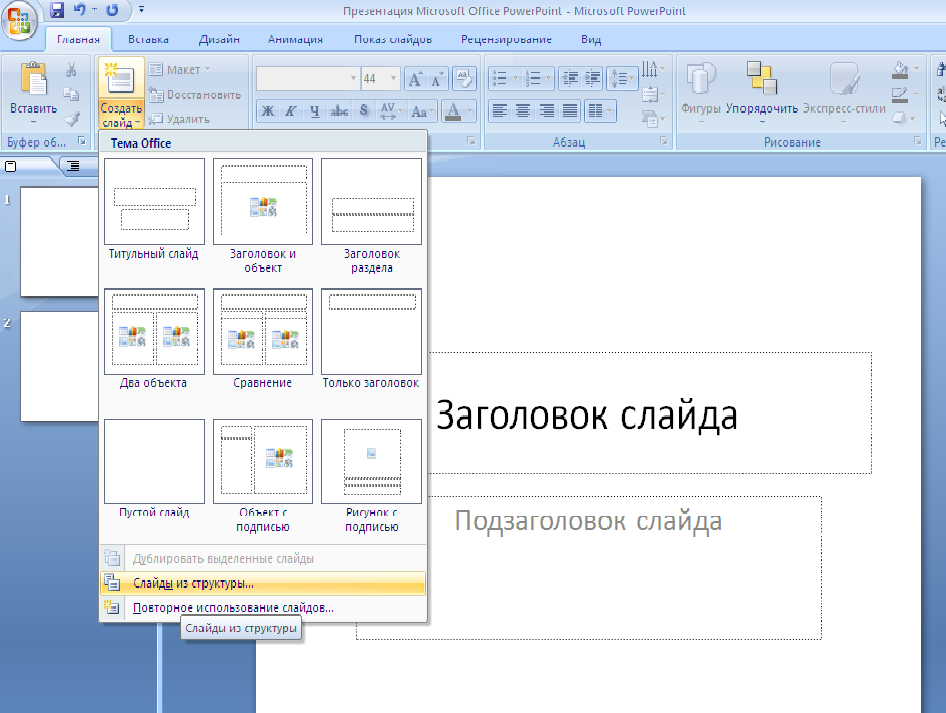 Презентация Microsoft Office PowerPoint - Microsoft PowerPoint
Главная Вставка Дизайн Анимация Показ слайдов Рецензирование Вид
Вставить
Создать слайд
Макет
Восстановить
Удалить
44
Ж К Ч abc S AV Aa A
Фигуры Упорядочить Экспресс-стили
Буфер об... Абзац Рисование Ре
Тема Office
Титульный слайд
Заголовок и объект
Заголовок раздела
Два объекта
Сравнение
Только заголовок
Пустой слайд
Объект с подписью
Рисунок с подписью
Дублировать выделенные слайды
Слайды из структуры...
Повторное использование слайдов...
Слайды из структуры
1
2
Заголовок слайда
Подзаголовок слайда